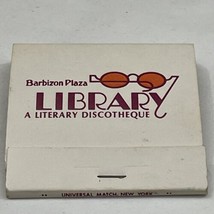 Barbizon Plaza
LIBRARY
A LITERARY DISCOTHEQUE
UNIVERSAL MATCH, NEW YORK